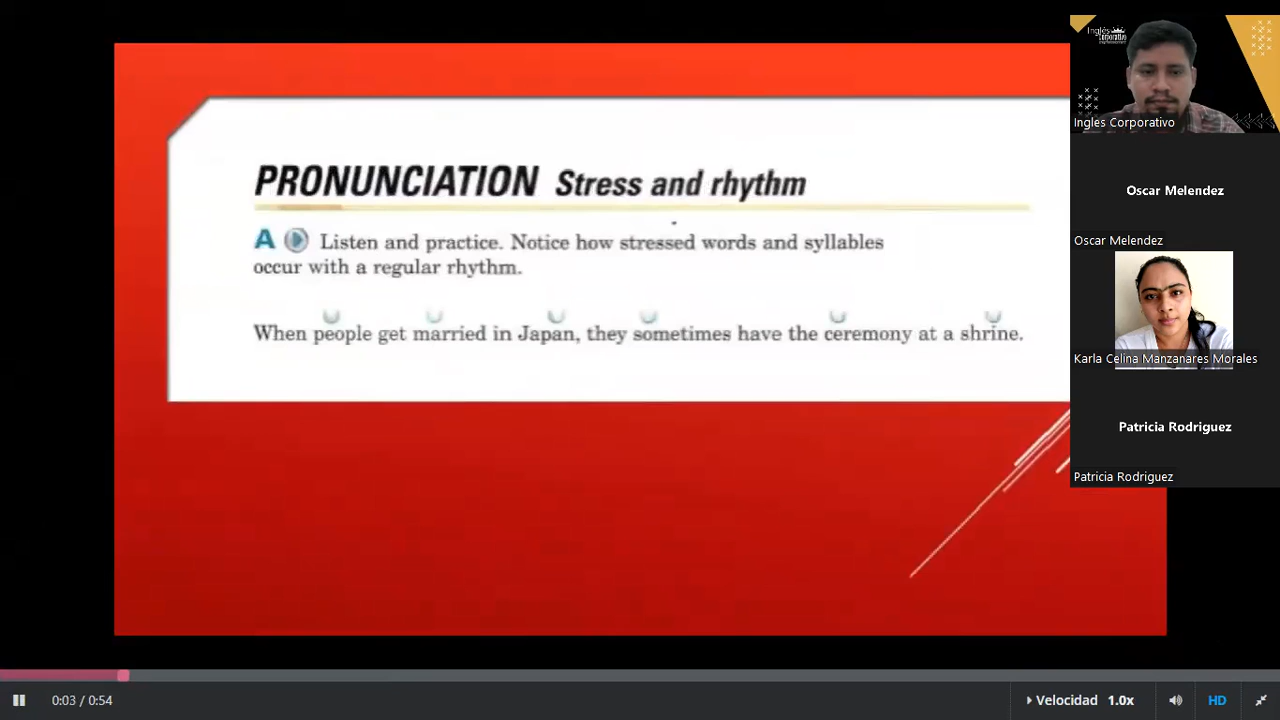 PRONUNCIATION Stress and rhythm
A Listen and practice. Notice how stressed words and syllables
occur with a regular rhythm.
When people get married in Japan, they sometimes have the ceremony at a shrine.
Inglés
Corporativo
Ingles Corporativo
Oscar Melendez
Oscar Melendez
Karla Celina Manzanares Morales
Patricia Rodriguez
Patricia Rodriguez
0:03 / 0:54
Velocidad 1.0x
HD